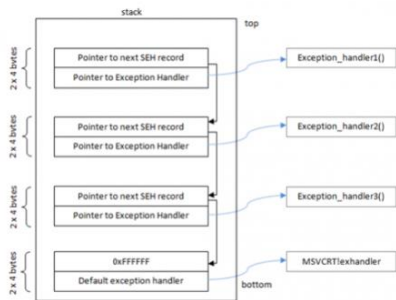 stack
top
2 x 4 bytes
Pointer to next SEH record
Pointer to Exception Handler
Exception_handler1()
2 x 4 bytes
Pointer to next SEH record
Pointer to Exception Handler
Exception_handler2()
2 x 4 bytes
Pointer to next SEH record
Pointer to Exception Handler
Exception_handler3()
2 x 4 bytes
0xFFFFFF
Default exception handler
MSVCRT!exhandler
bottom